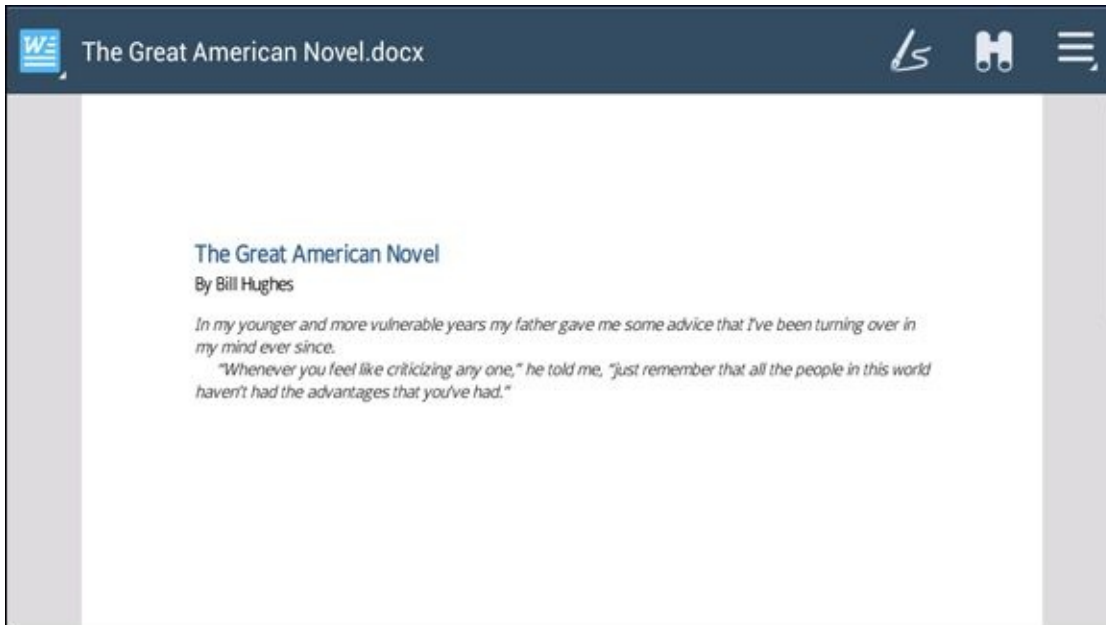 The Great American Novel.docx
The Great American Novel
By Bill Hughes
In my younger and more vulnerable years my father gave me some advice that I've been turning over in
my mind ever since.
"Whenever you feel like criticizing any one," he told me, "just remember that all the people in this world
haven't had the advantages that you've had."